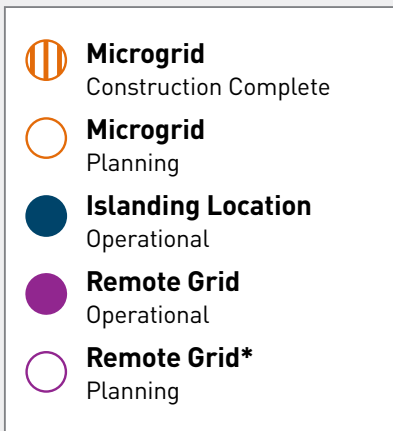 Microgrid
Construction Complete
Microgrid
Planning
Islanding Location
Operational
Remote Grid
Operational
Remote Grid*
Planning